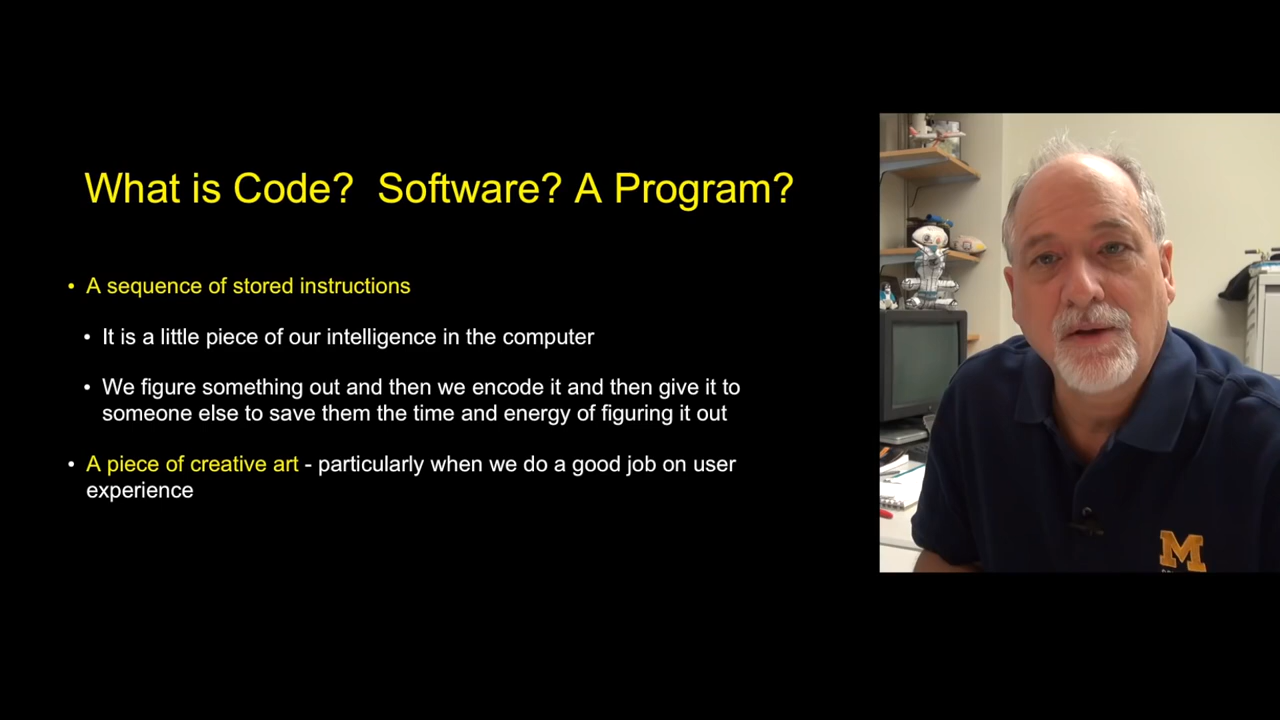 What is Code?  Software? A Program?
• A sequence of stored instructions
• It is a little piece of our intelligence in the computer
• We figure something out and then we encode it and then give it to
someone else to save them the time and energy of figuring it out
• A piece of creative art - particularly when we do a good job on user
experience
M